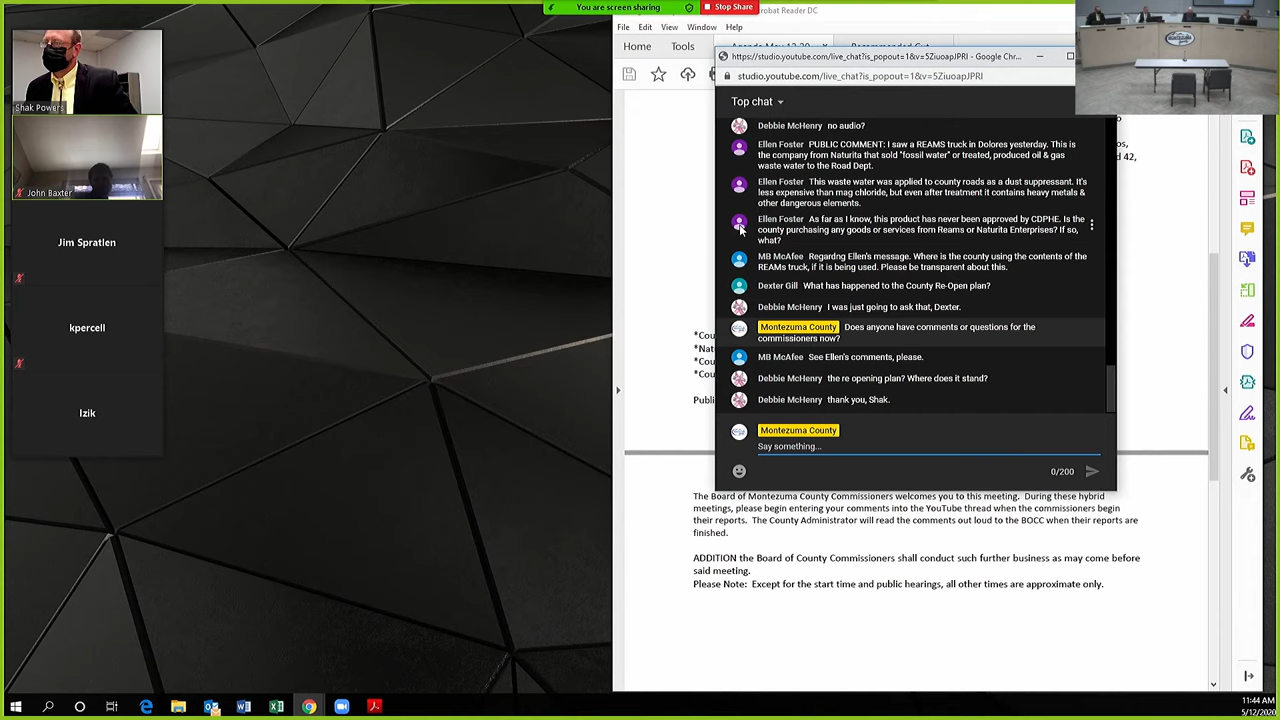 You are screen sharing
Stop Share
crobat Reader DC
File Edit View Window Help
Home Tools
https://studio.youtube.com/live_chat?is_popout=1&v=5ZiuoapJPRI - Google Chr...
studio.youtube.com/live_chat?is_popout=1&v=5ZiuoapJPRI
MONTEZUMA
Shak Powers
John Baxter
Jim Spratlen
kpercell
Izik
Top chat
Debbie McHenry no audio?
Ellen Foster PUBLIC COMMENT: I saw a REAMS truck in Dolores yesterday. This is
the company from Naturita that sold "fossil water" or treated, produced oil & gas
waste water to the Road Dept.
Ellen Foster This waste water was applied to county roads as a dust suppressant. It's
less expensive than mag chloride, but even after treatment it contains heavy metals &
other dangerous elements.
Ellen Foster As far as I know, this product has never been approved by CDPHE. Is the
county purchasing any goods or services from Reams or Naturita Enterprises? If so,
what?
MB McAfee Regardng Ellen's message. Where is the county using the contents of the
REAMs truck, if it is being used. Please be transparent about this.
Dexter Gill What has happened to the County Re-Open plan?
Debbie McHenry I was just going to ask that, Dexter.
Montezuma County Does anyone have comments or questions for the
commissioners now?
MB McAfee See Ellen's comments, please.
Debbie McHenry the re opening plan? Where does it stand?
Debbie McHenry thank you, Shak.
Montezuma County
Say something...
0/200
os,
d 42,
*Cou
*Nat
*Cou
*Cou
Publ
The Board of Montezuma County Commissioners welcomes you to this meeting. During these hybrid
meetings, please begin entering your comments into the YouTube thread when the commissioners begin
their reports. The County Administrator will read the comments out loud to the BOCC when their reports are
finished.
ADDITION the Board of County Commissioners shall conduct such further business as may come before
said meeting.
Please Note: Except for the start time and public hearings, all other times are approximate only.
11:44 AM
5/12/2020